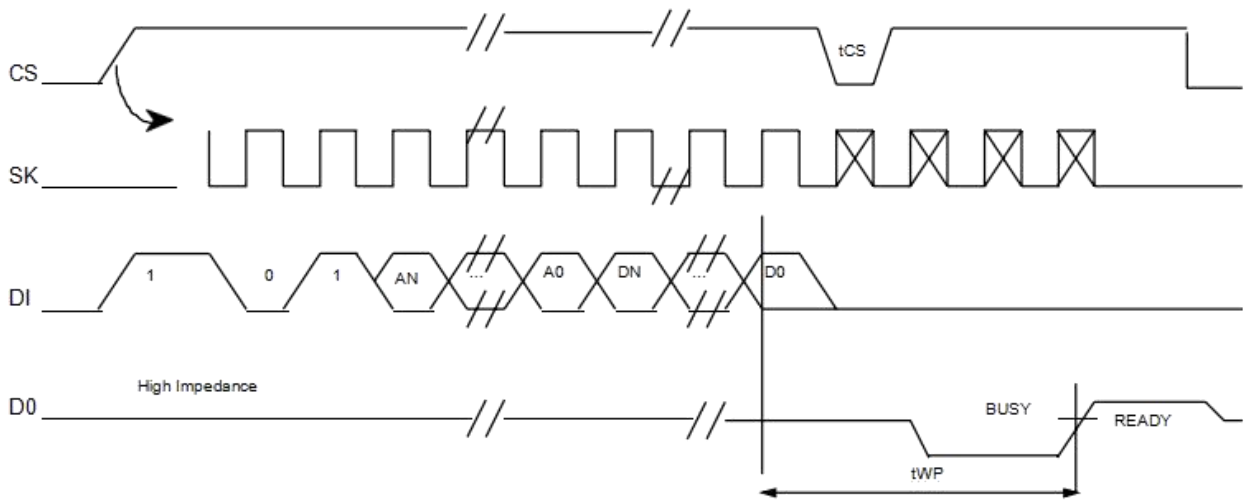 CS
tCS
SK
DI
1
0
1
AN
...
A0
DN
...
D0
High Impedance
D0
BUSY
READY
tWP